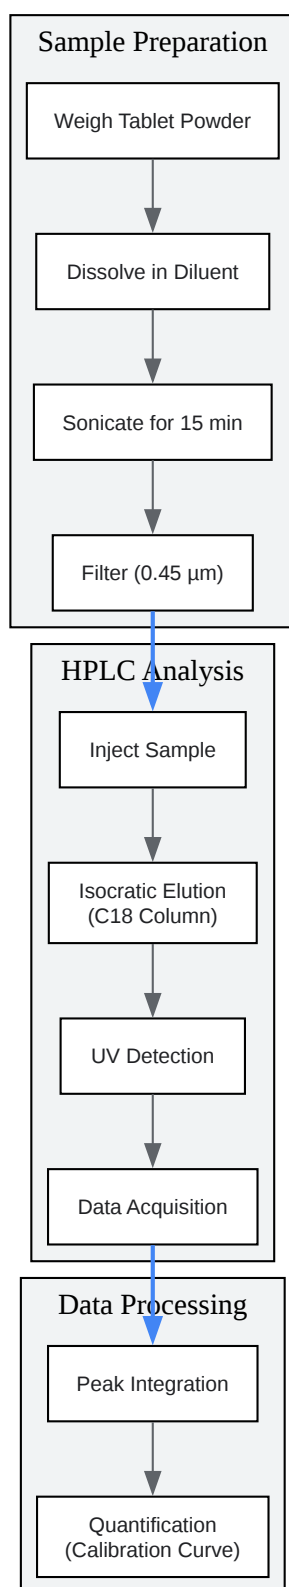 Sample Preparation
Weigh Tablet Powder
Dissolve in Diluent
Sonicate for 15 min
Filter (0.45 µm)
HPLC Analysis
Inject Sample
Isocratic Elution
(C18 Column)
UV Detection
Data Acquisition
Data Processing
Peak Integration
Quantification
(Calibration Curve)